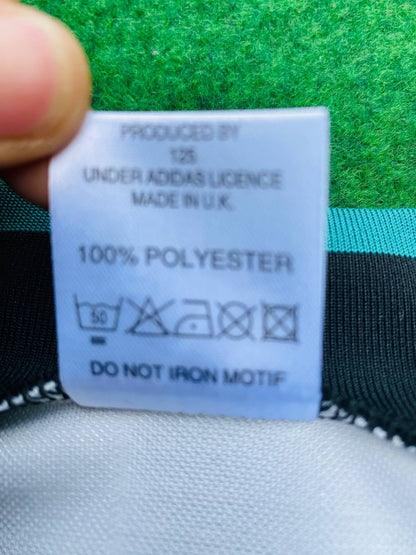 PRODUCED BY
125
UNDER ADIDAS LICENCE
MADE IN U.K.
100% POLYESTER
50
DO NOT IRON MOTIF